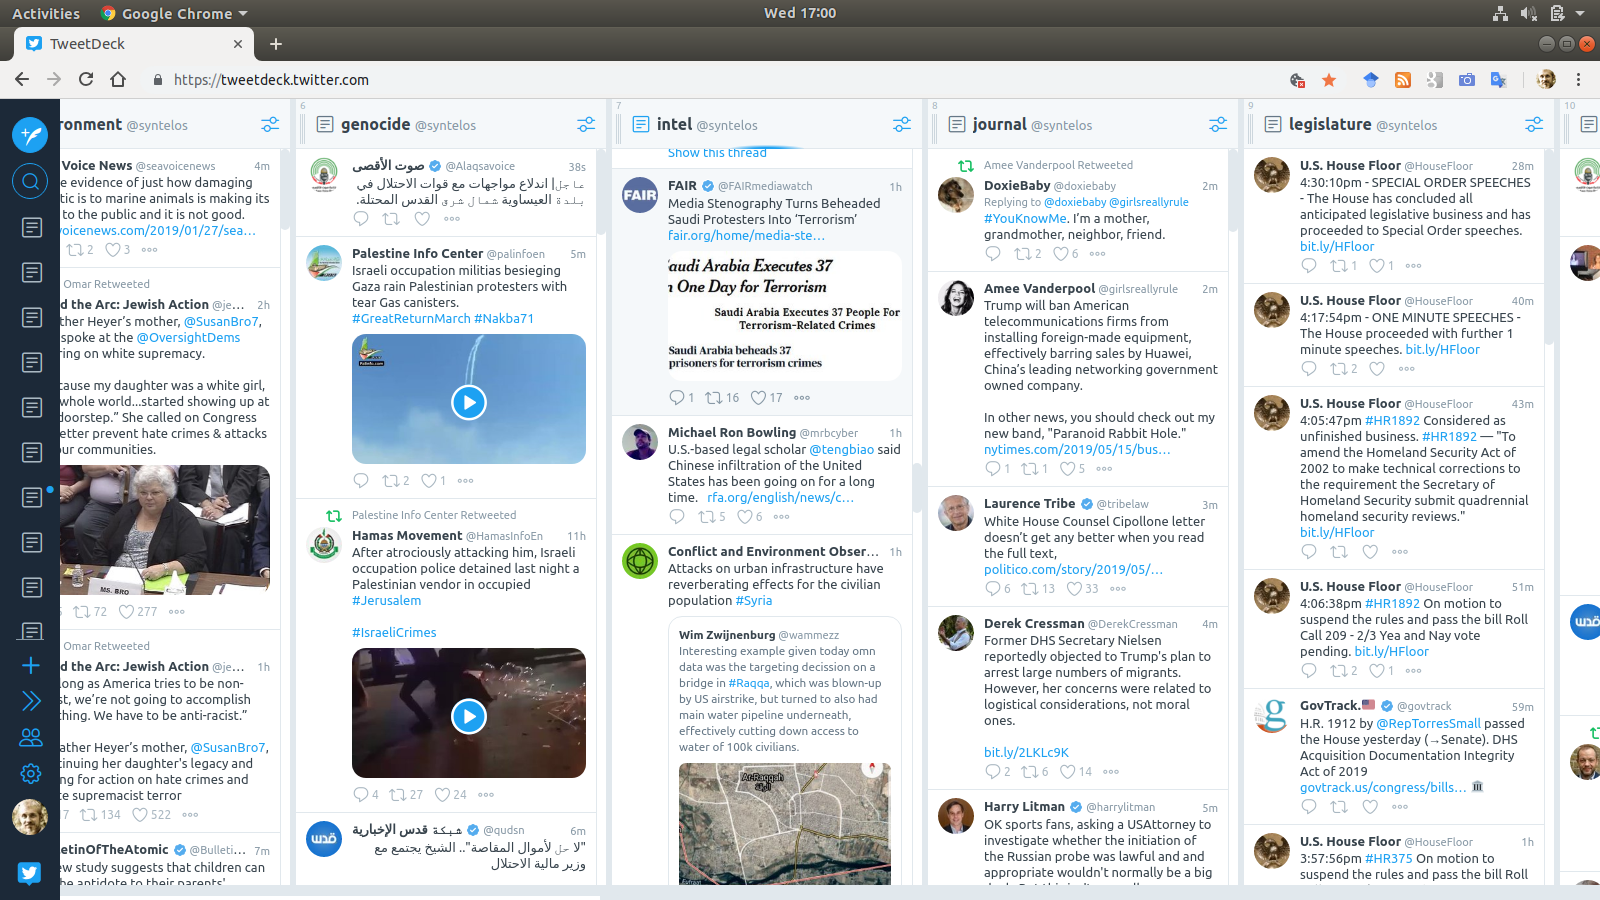 Activities
Google Chrome
Wed 17:00
TweetDeck
https://tweetdeck.twitter.com
ronment @syntelos
Voice News @seavoicenews 4m
e evidence of just how damaging
tic is to marine animals is making its
to the public and it is not good.
voicenews.com/2019/01/27/sea…
2 3
Omar Retweeted
d the Arc: Jewish Action @je… 2h
ther Heyer’s mother, @SusanBro7,
spoke at the @OversightDems
ring on white supremacy.
cause my daughter was a white girl,
whole world...started showing up at
doorstep.” She called on Congress
etter prevent hate crimes & attacks
our communities.
MS. BRO
72 277
Omar Retweeted
d the Arc: Jewish Action @je… 1h
long as America tries to be non-
st, we’re not going to accomplish
thing. We have to be anti-racist.”
ather Heyer’s mother, @SusanBro7,
tinuing her daughter's legacy and
ng for action on hate crimes and
te supremacist terror
7 134 522
etinOfTheAtomic @Bulleti… 7m
ew study suggests that children can
he antidote to their parents'
6
genocide @syntelos
صوت الأقصى @Alaqsavoice 38s
عاجل| اندلاع مواجهات مع قوات الاحتلال في
بلدة العيساوية شمال شرق القدس المحتلة.
Palestine Info Center @palinfoen 5m
Israeli occupation militias besieging
Gaza rain Palestinian protesters with
tear Gas canisters.
#GreatReturnMarch #Nakba71
2 1
Palestine Info Center Retweeted
Hamas Movement @HamasInfoEn 11h
After atrociously attacking him, Israeli
occupation police detained last night a
Palestinian vendor in occupied
#Jerusalem
#IsraeliCrimes
4 27 24
شبكة قدس الإخبارية @qudsn 6m
"لا حل لأموال المقاصة".. الشيخ يجتمع مع
وزير مالية الاحتلال
7
intel @syntelos
Show this thread
FAIR @FAIRmediawatch 1h
Media Stenography Turns Beheaded
Saudi Protesters Into ‘Terrorism’
fair.org/home/media-ste…
Saudi Arabia Executes 37
n One Day for Terrorism
Saudi Arabia Executes 37 People For
Terrorism-Related Crimes
Saudi Arabia beheads 37
prisoners for terrorism crimes
1 16 17
Michael Ron Bowling @mrbcyber 1h
U.S.-based legal scholar @tengbiao said
Chinese infiltration of the United
States has been going on for a long
time. rfa.org/english/news/c…
5 6
Conflict and Environment Obser… 1h
Attacks on urban infrastructure have
reverberating effects for the civilian
population #Syria
Wim Zwijnenburg @wammezz
Interesting example given today omn
data was the targeting decission on a
bridge in #Raqqa, which was blown-up
by US airstrike, but turned to also had
main water pipeline underneath,
effectively cutting down access to
water of 100k civilians.
Ar-Raqqah
الرقة
8
journal @syntelos
Amee Vanderpool Retweeted
DoxieBaby @doxiebaby 2m
Replying to @doxiebaby @girlsreallyrule
#YouKnowMe. I’m a mother,
grandmother, neighbor, friend.
2 6
Amee Vanderpool @girlsreallyrule 2m
Trump will ban American
telecommunications firms from
installing foreign-made equipment,
effectively barring sales by Huawei,
China’s leading networking government
owned company.
In other news, you should check out my
new band, "Paranoid Rabbit Hole."
nytimes.com/2019/05/15/bus…
1 1 5
Laurence Tribe @tribelaw 3m
White House Counsel Cipollone letter
doesn’t get any better when you read
the full text,
politico.com/story/2019/05/…
6 13 33
Derek Cressman @DerekCressman 4m
Former DHS Secretary Nielsen
reportedly objected to Trump's plan to
arrest large numbers of migrants.
However, her concerns were related to
logistical considerations, not moral
ones.
bit.ly/2LKLc9K
2 6 14
Harry Litman @harrylitman 5m
OK sports fans, asking a USAttorney to
investigate whether the initiation of
the Russian probe was lawful and and
appropriate wouldn't normally be a big
9
legislature @syntelos
U.S. House Floor @HouseFloor 28m
4:30:10pm - SPECIAL ORDER SPEECHES
- The House has concluded all
anticipated legislative business and has
proceeded to Special Order speeches.
bit.ly/HFloor
1 1
U.S. House Floor @HouseFloor 40m
4:17:54pm - ONE MINUTE SPEECHES -
The House proceeded with further 1
minute speeches. bit.ly/HFloor
2
U.S. House Floor @HouseFloor 43m
4:05:47pm #HR1892 Considered as
unfinished business. #HR1892 — "To
amend the Homeland Security Act of
2002 to make technical corrections to
the requirement the Secretary of
Homeland Security submit quadrennial
homeland security reviews."
bit.ly/HFloor
U.S. House Floor @HouseFloor 51m
4:06:38pm #HR1892 On motion to
suspend the rules and pass the bill Roll
Call 209 - 2/3 Yea and Nay vote
pending. bit.ly/HFloor
2 1
GovTrack. @govtrack 59m
H.R. 1912 by @RepTorresSmall passed
the House yesterday (→Senate). DHS
Acquisition Documentation Integrity
Act of 2019
govtrack.us/congress/bills…
U.S. House Floor @HouseFloor 1h
3:57:56pm #HR375 On motion to
suspend the rules and pass the bill Roll
10